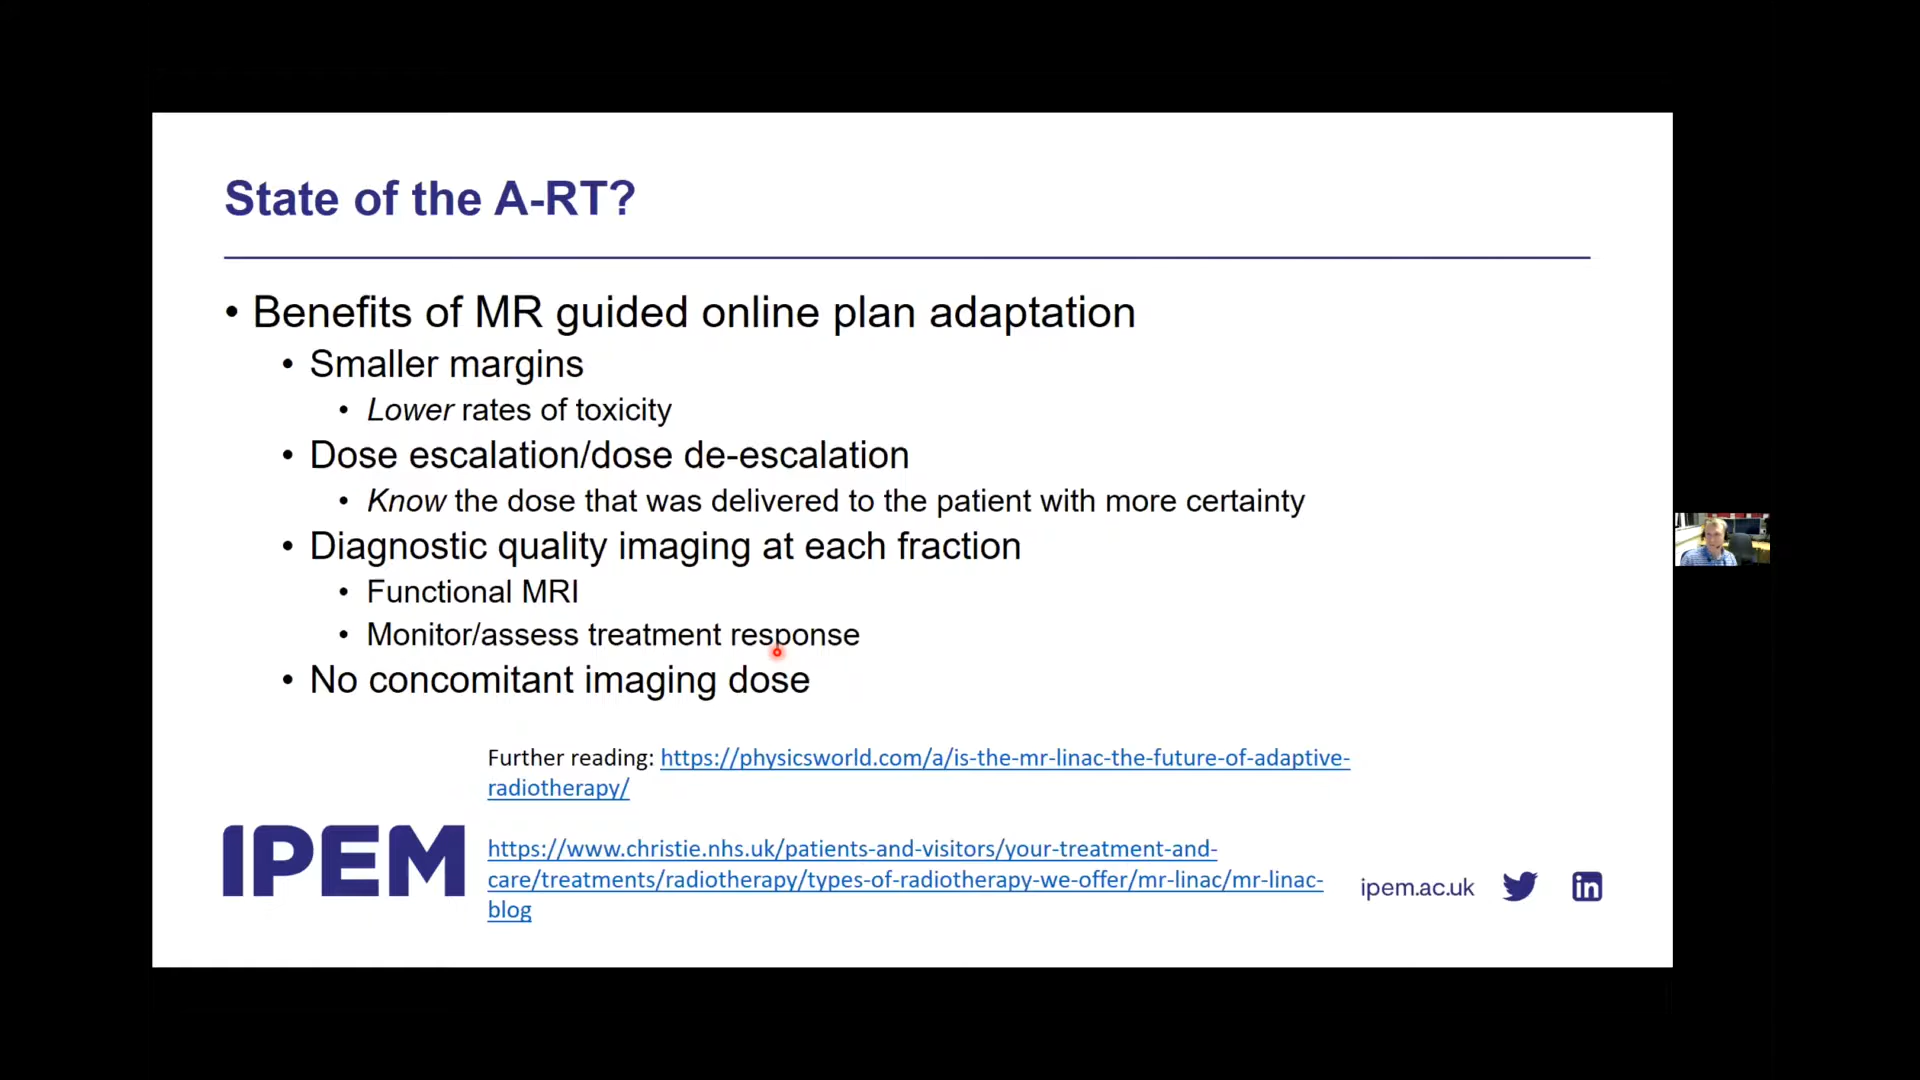 State of the A-RT?
• Benefits of MR guided online plan adaptation
• Smaller margins
• Lower rates of toxicity
• Dose escalation/dose de-escalation
• Know the dose that was delivered to the patient with more certainty
• Diagnostic quality imaging at each fraction
• Functional MRI
• Monitor/assess treatment response
• No concomitant imaging dose
Further reading: https://physicsworld.com/a/is-the-mr-linac-the-future-of-adaptive-
radiotherapy/
https://www.christie.nhs.uk/patients-and-visitors/your-treatment-and-
care/treatments/radiotherapy/types-of-radiotherapy-we-offer/mr-linac/mr-linac-
blog
IPEM
ipem.ac.uk
in